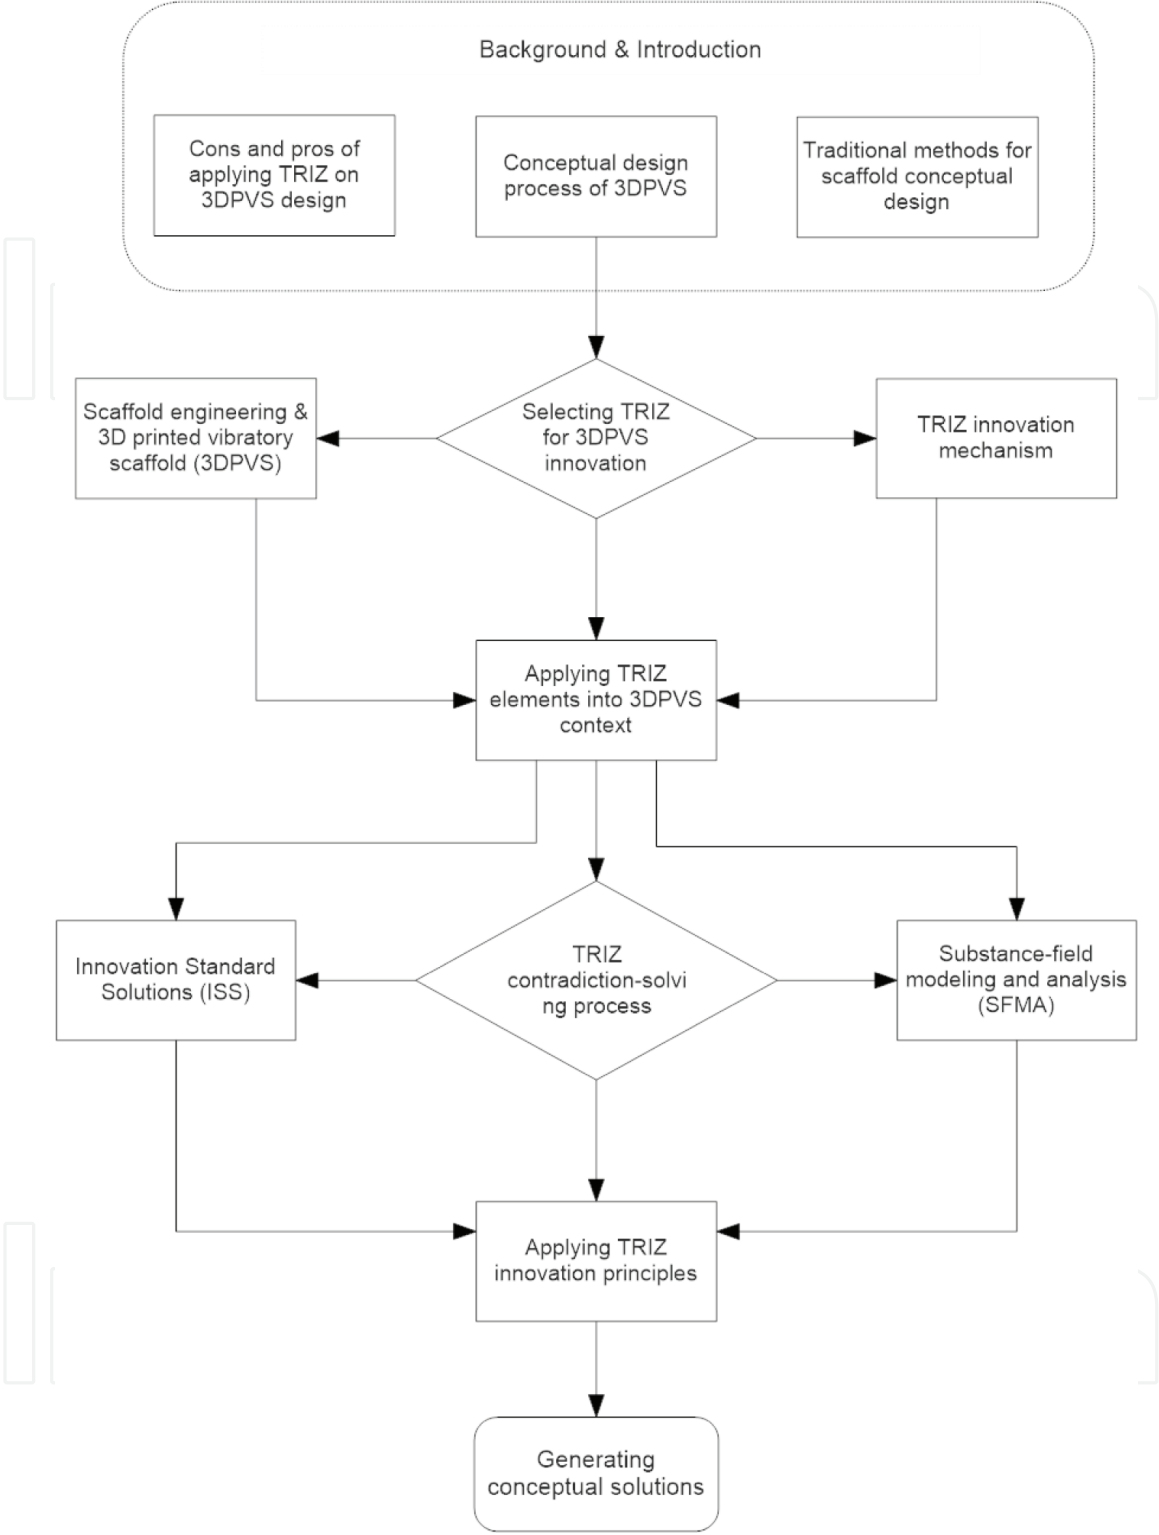 Background & Introduction
Cons and pros of
applying TRIZ on
3DPVS design
Conceptual design
process of 3DPVS
Traditional methods for
scaffold conceptual
design
Scaffold engineering &
3D printed vibratory
scaffold (3DPVS)
Selecting TRIZ
for 3DPVS
innovation
TRIZ innovation
mechanism
Applying TRIZ
elements into 3DPVS
context
Innovation Standard
Solutions (ISS)
TRIZ
contradiction-solvi
ng process
Substance-field
modeling and analysis
(SFMA)
Applying TRIZ
innovation principles
Generating
conceptual solutions